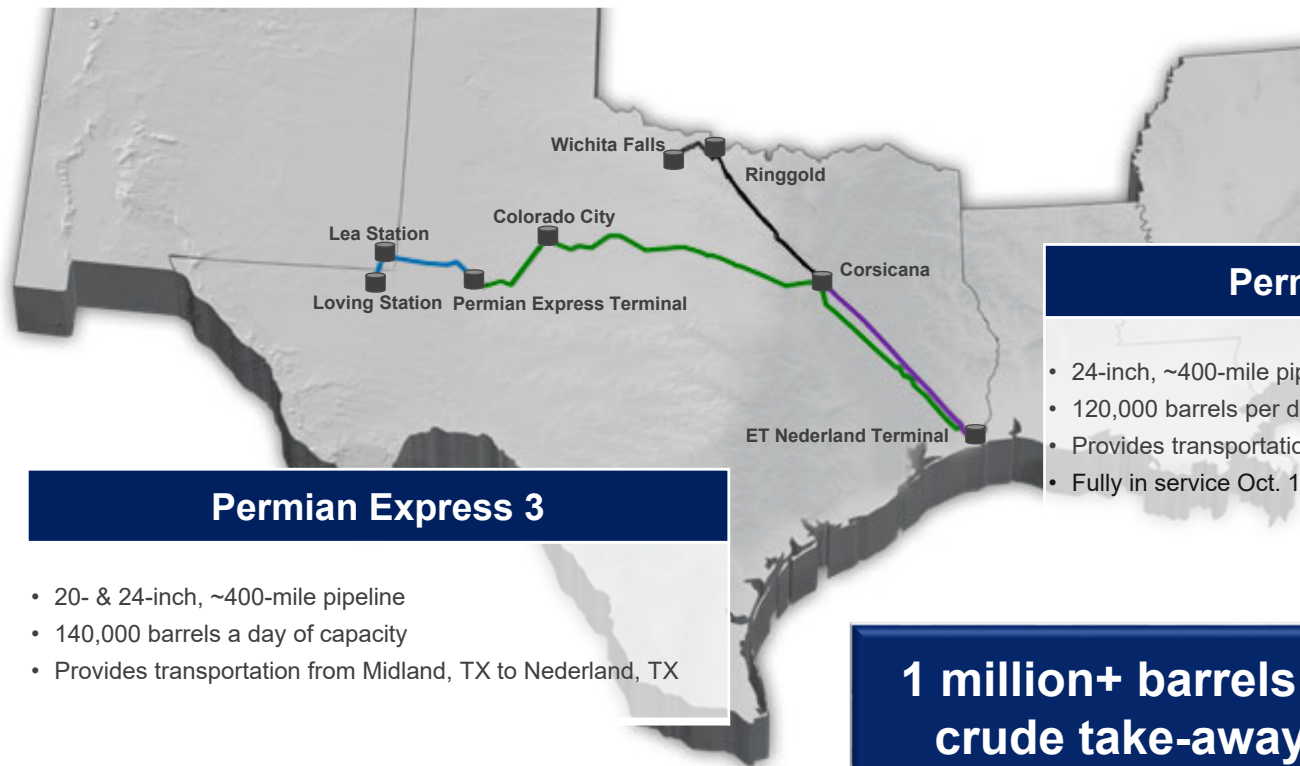 Wichita Falls
Ringgold
Colorado City
Lea Station
Corsicana
Loving Station
Permian Express Terminal
ET Nederland Terminal
Permian Express 3
• 20- & 24-inch, ~400-mile pipeline
• 140,000 barrels a day of capacity
• Provides transportation from Midland, TX to Nederland, TX
• 24-inch, ~400-mile
• 120,000 barrels per
• Provides
• Fully in service Oct. 1
1 million+ barrels
crude take-away